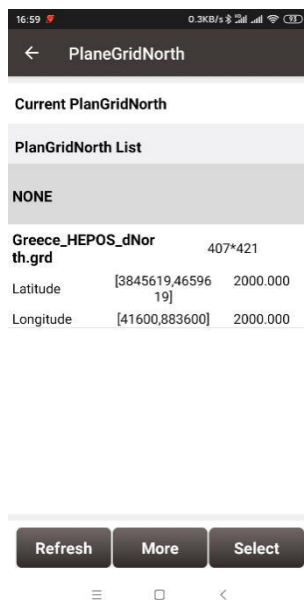 16:59 0.3KB/s 93
PlaneGridNorth
Current PlanGridNorth
PlanGridNorth List
NONE
Greece_HEPOS_dNor
th.grd
407*421
Latitude [3845619,46596 2000.000
19]
Longitude [41600,883600] 2000.000
Refresh More Select